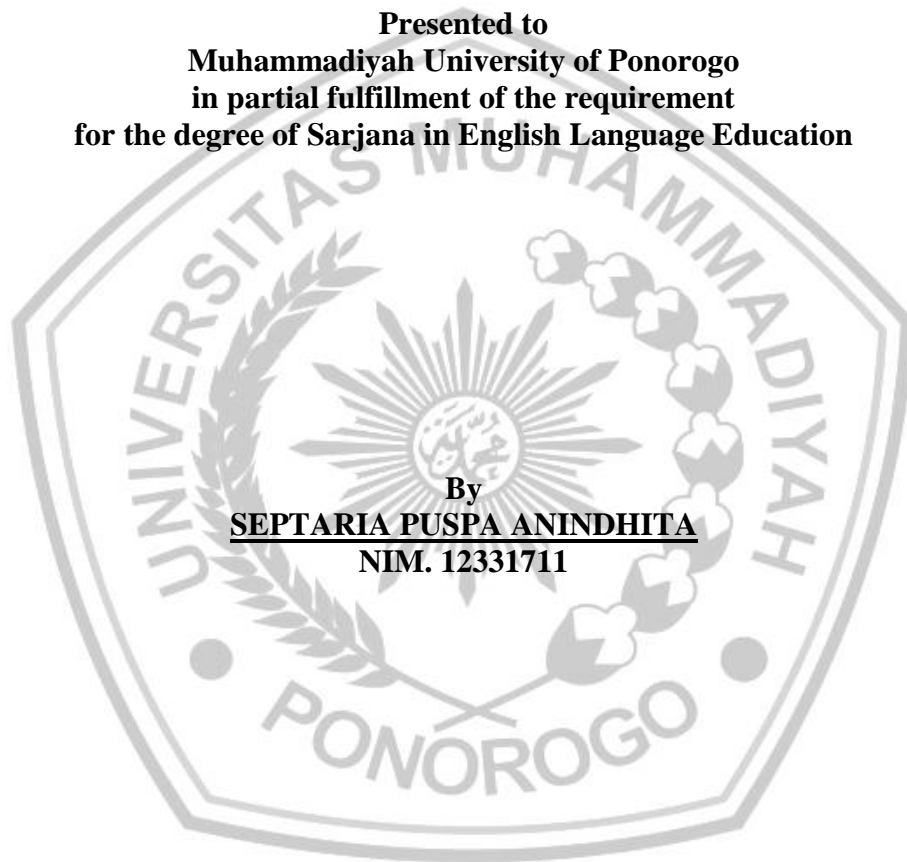 Presented to
Muhammadiyah University of Ponorogo
in partial fulfillment of the requirement
for the degree of Sarjana in English Language Education
UNIVERSITAS MUHAMMADIYAH
By
SEPTARIA PUSPA ANINDHITA
NIM. 12331711
PONOROGO